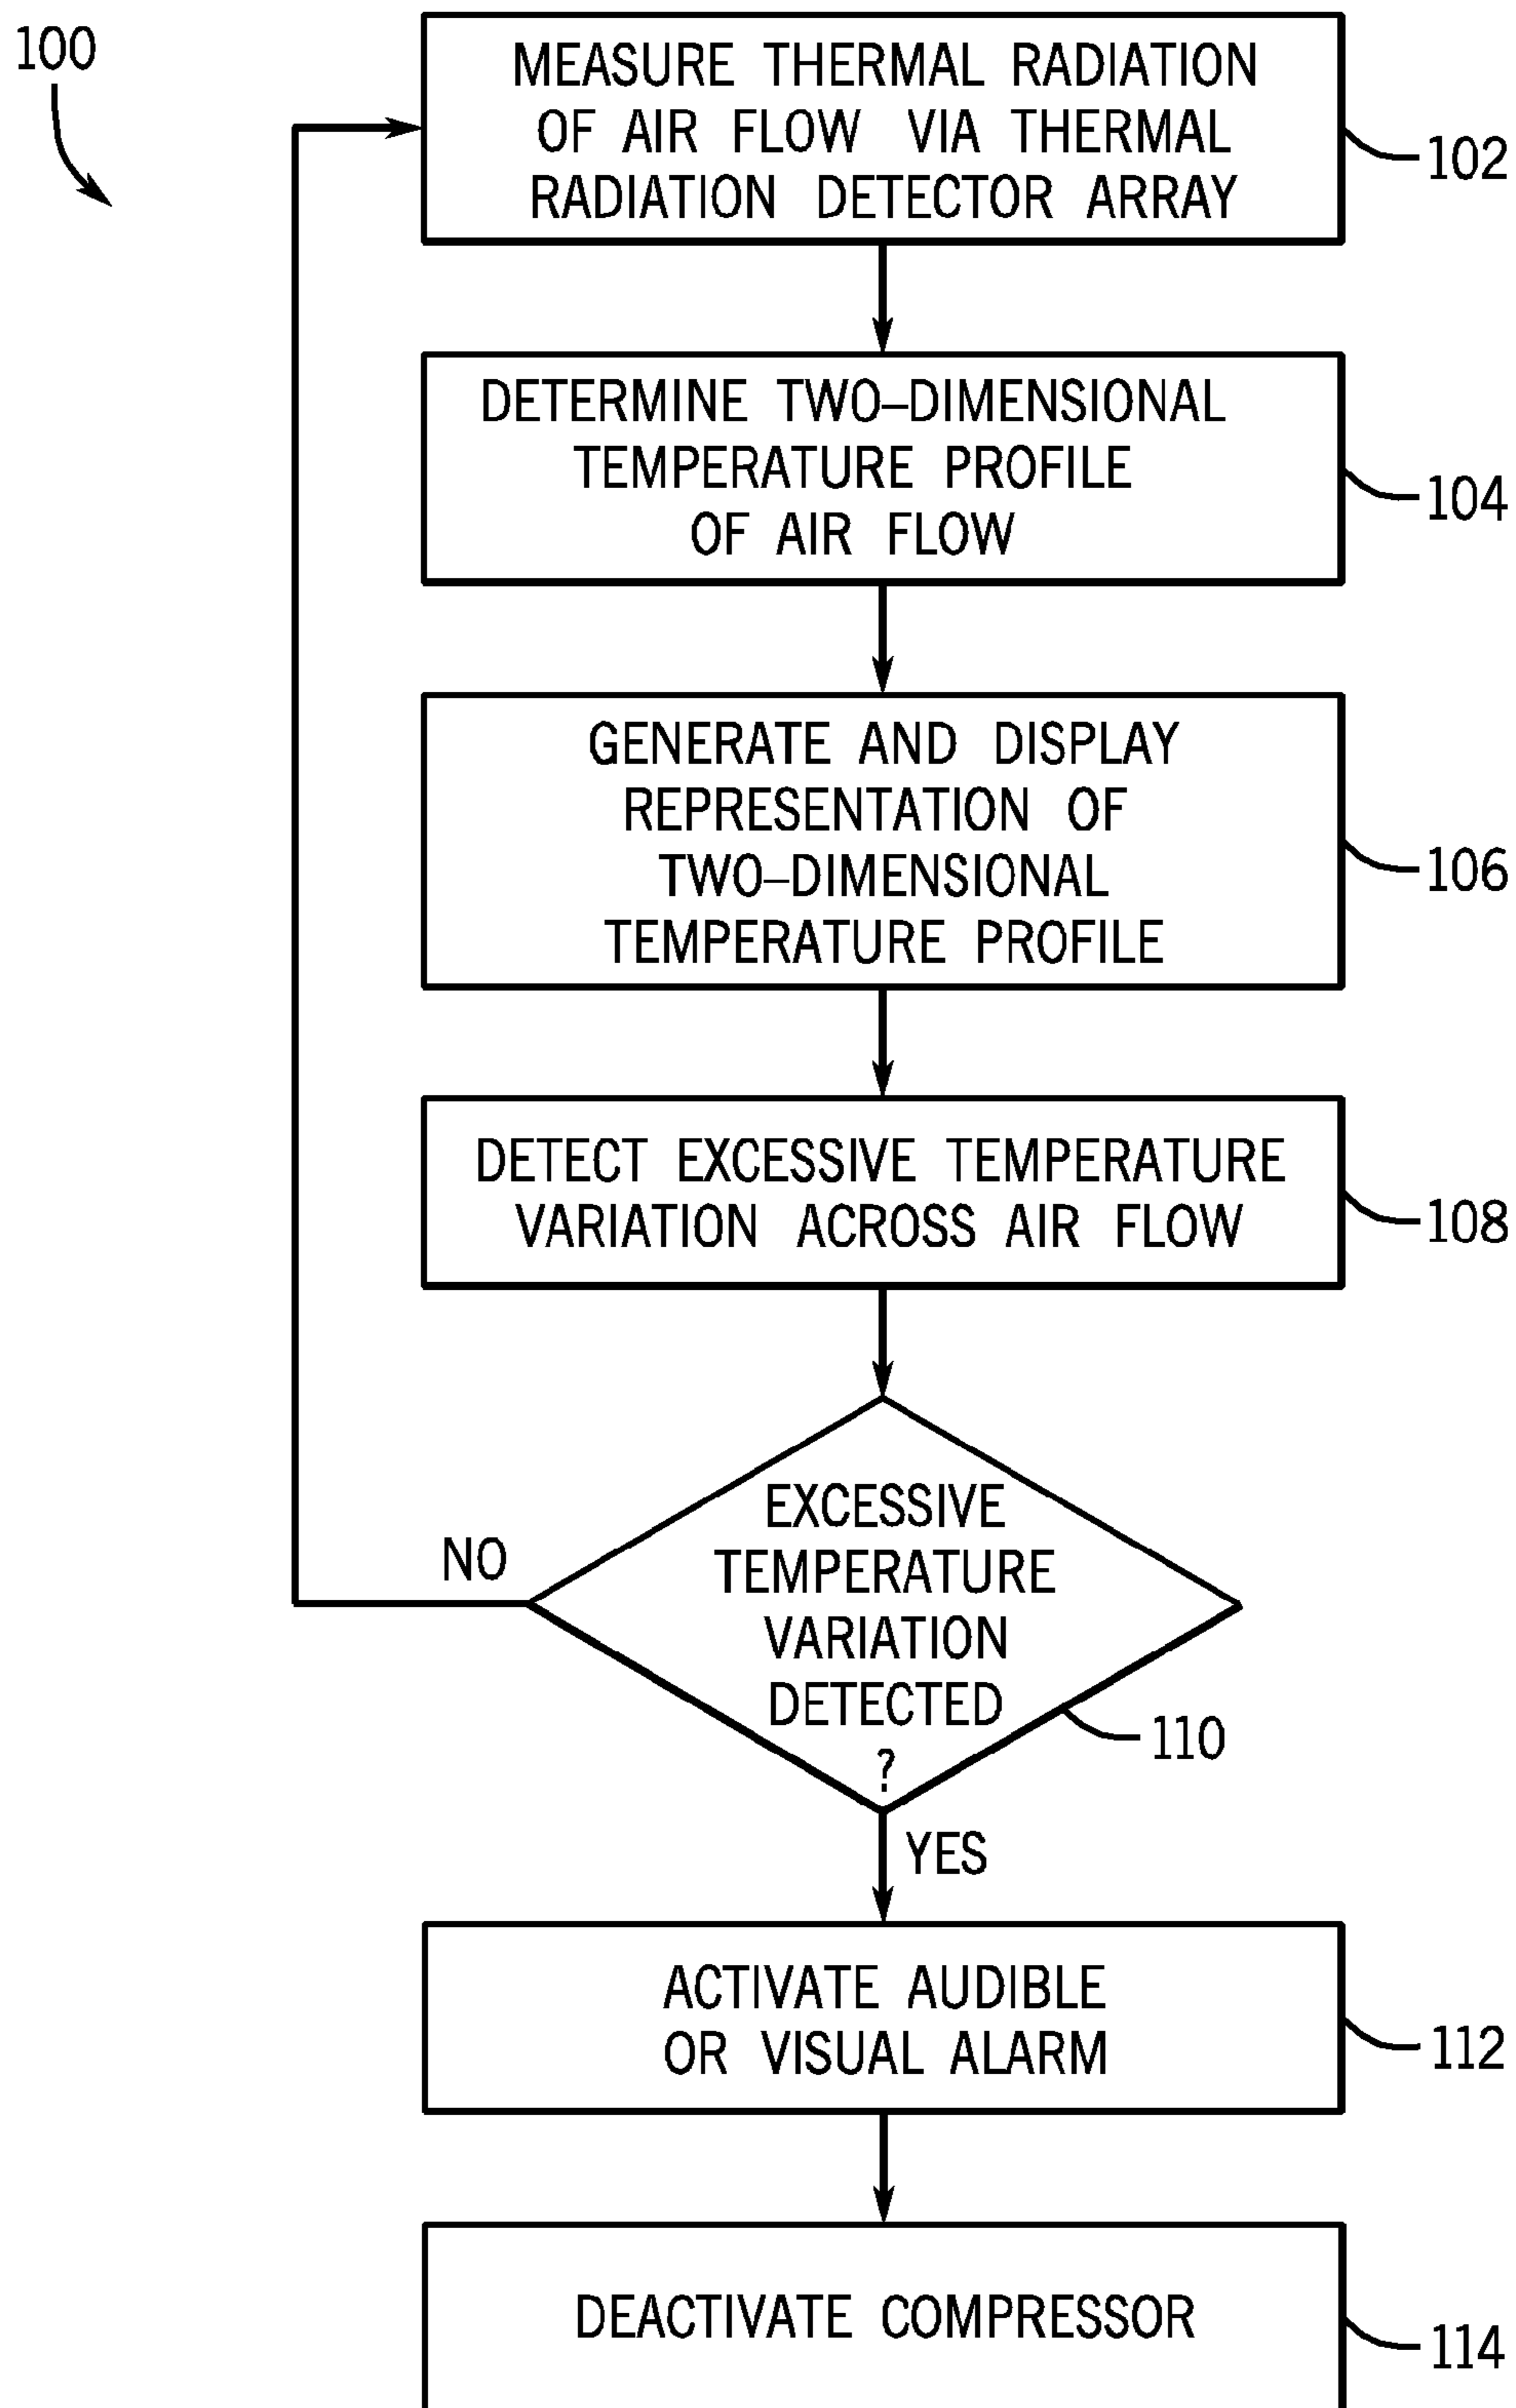 100
MEASURE THERMAL RADIATION
OF AIR FLOW VIA THERMAL
RADIATION DETECTOR ARRAY
102
DETERMINE TWO–DIMENSIONAL
TEMPERATURE PROFILE
OF AIR FLOW
104
GENERATE AND DISPLAY
REPRESENTATION OF
TWO–DIMENSIONAL
TEMPERATURE PROFILE
106
DETECT EXCESSIVE TEMPERATURE
VARIATION ACROSS AIR FLOW
108
EXCESSIVE
TEMPERATURE
VARIATION
DETECTED
?
NO
110
YES
ACTIVATE AUDIBLE
OR VISUAL ALARM
112
DEACTIVATE COMPRESSOR
114